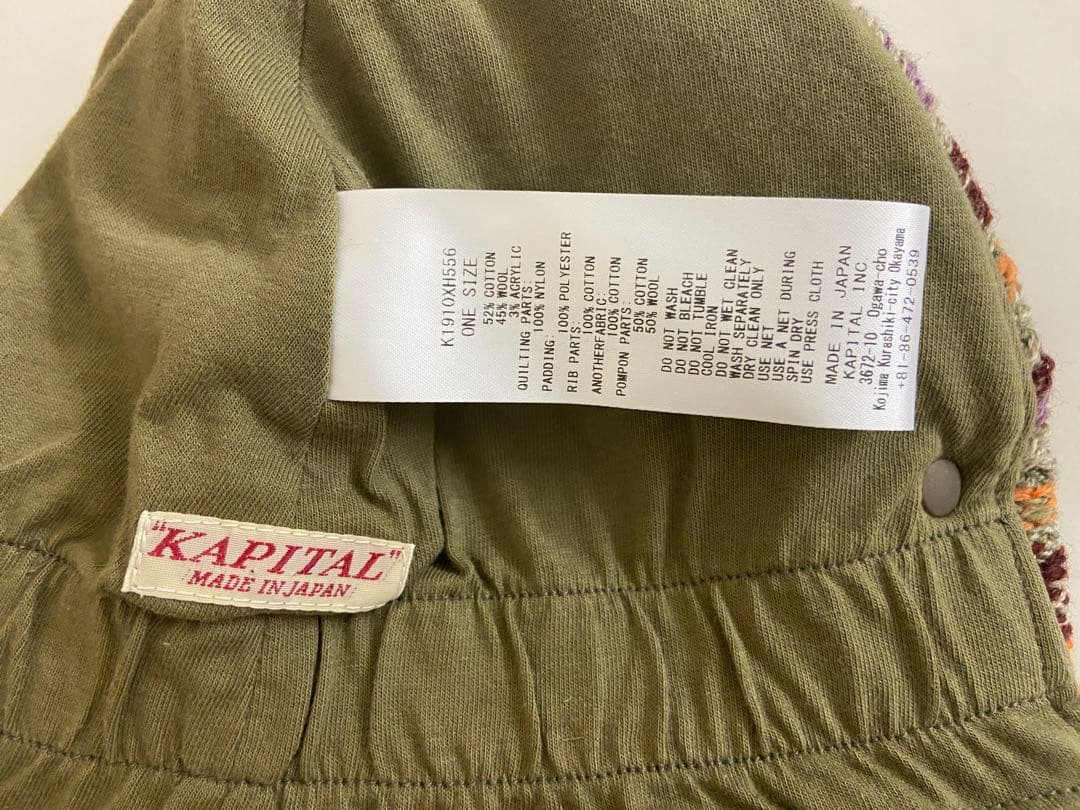 K1910XH556
ONE SIZE
52% COTTON
45% WOOL
3% ACRYLIC
QUILTING PARTS:
100% NYLON
PADDING:
100% POLYESTER
RIB PARTS:
100% COTTON
ANOTHERFABRIC:
100% COTTON
POMPON PARTS:
50% COTTON
50% WOOL
DO NOT WASH
DO NOT BLEACH
DO NOT TUMBLE
COOL IRON
DO NOT WET CLEAN
WASH SEPARATELY
DRY CLEAN ONLY
USE NET
USE A NET DURING
SPIN DRY
USE PRESS CLOTH
MADE IN JAPAN
KAPITAL INC.
3672-10 Ogawa-cho
Kojima Kurashiki-city Okayama
+81-86-472-0539
"KAPITAL"
MADE IN JAPAN